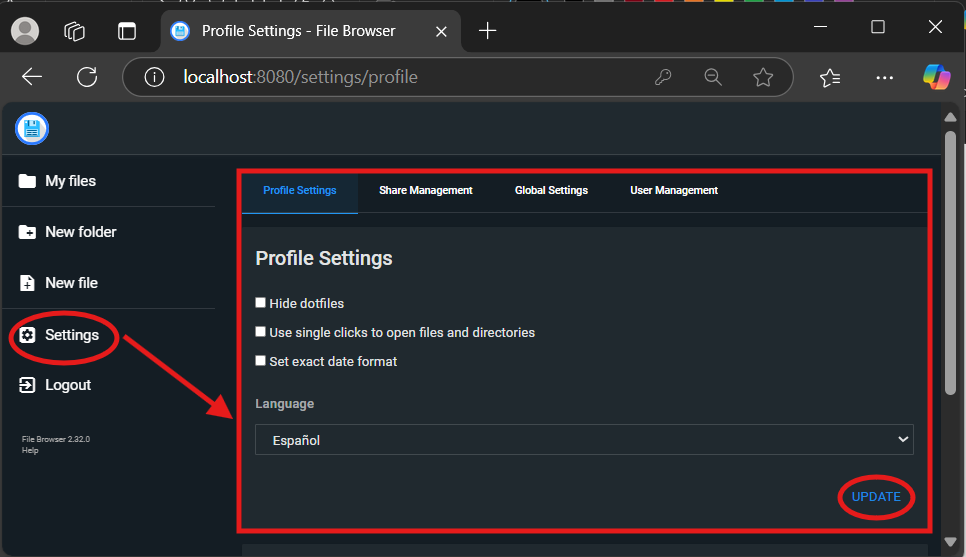 Profile Settings - File Browser
localhost:8080/settings/profile
My files
New folder
New file
Settings
Logout
File Browser 2.32.0
Help
Profile Settings Share Management Global Settings User Management
Profile Settings
Hide dotfiles
Use single clicks to open files and directories
Set exact date format
Language
Español
UPDATE